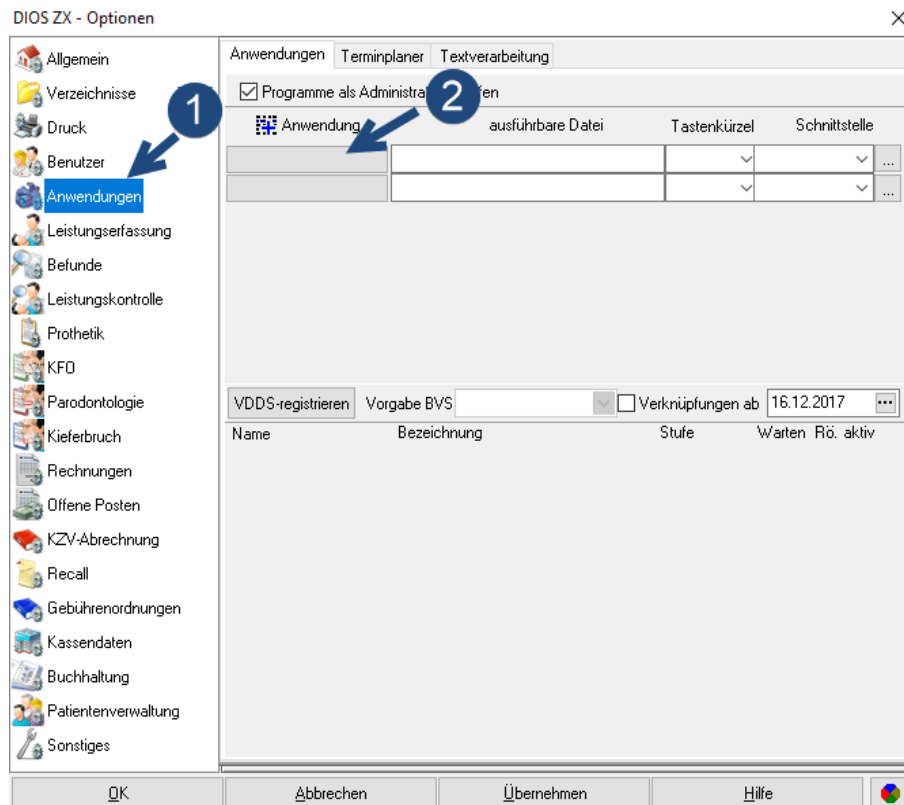 DIOS ZX - Optionen
Allgemein
Verzeichnisse
Druck
Benutzer
Anwendungen
Leistungserfassung
Befunde
Leistungskontrolle
Prothetik
KFO
Parodontologie
Kieferbruch
Rechnungen
Offene Posten
KZV-Abrechnung
Recall
Gebührenordnungen
Kassendaten
Buchhaltung
Patientenverwaltung
Sonstiges
1
Anwendungen Terminplaner Textverarbeitung
Programme als Administra fen
2
Anwendung ausführbare Datei Tastenkürzel Schnittstelle
...
...
VDDS-registrieren Vorgabe BVS Verknüpfungen ab 16.12.2017 ...
Name Bezeichnung Stufe Warten Rö. aktiv
OK Abbrechen Übernehmen Hilfe